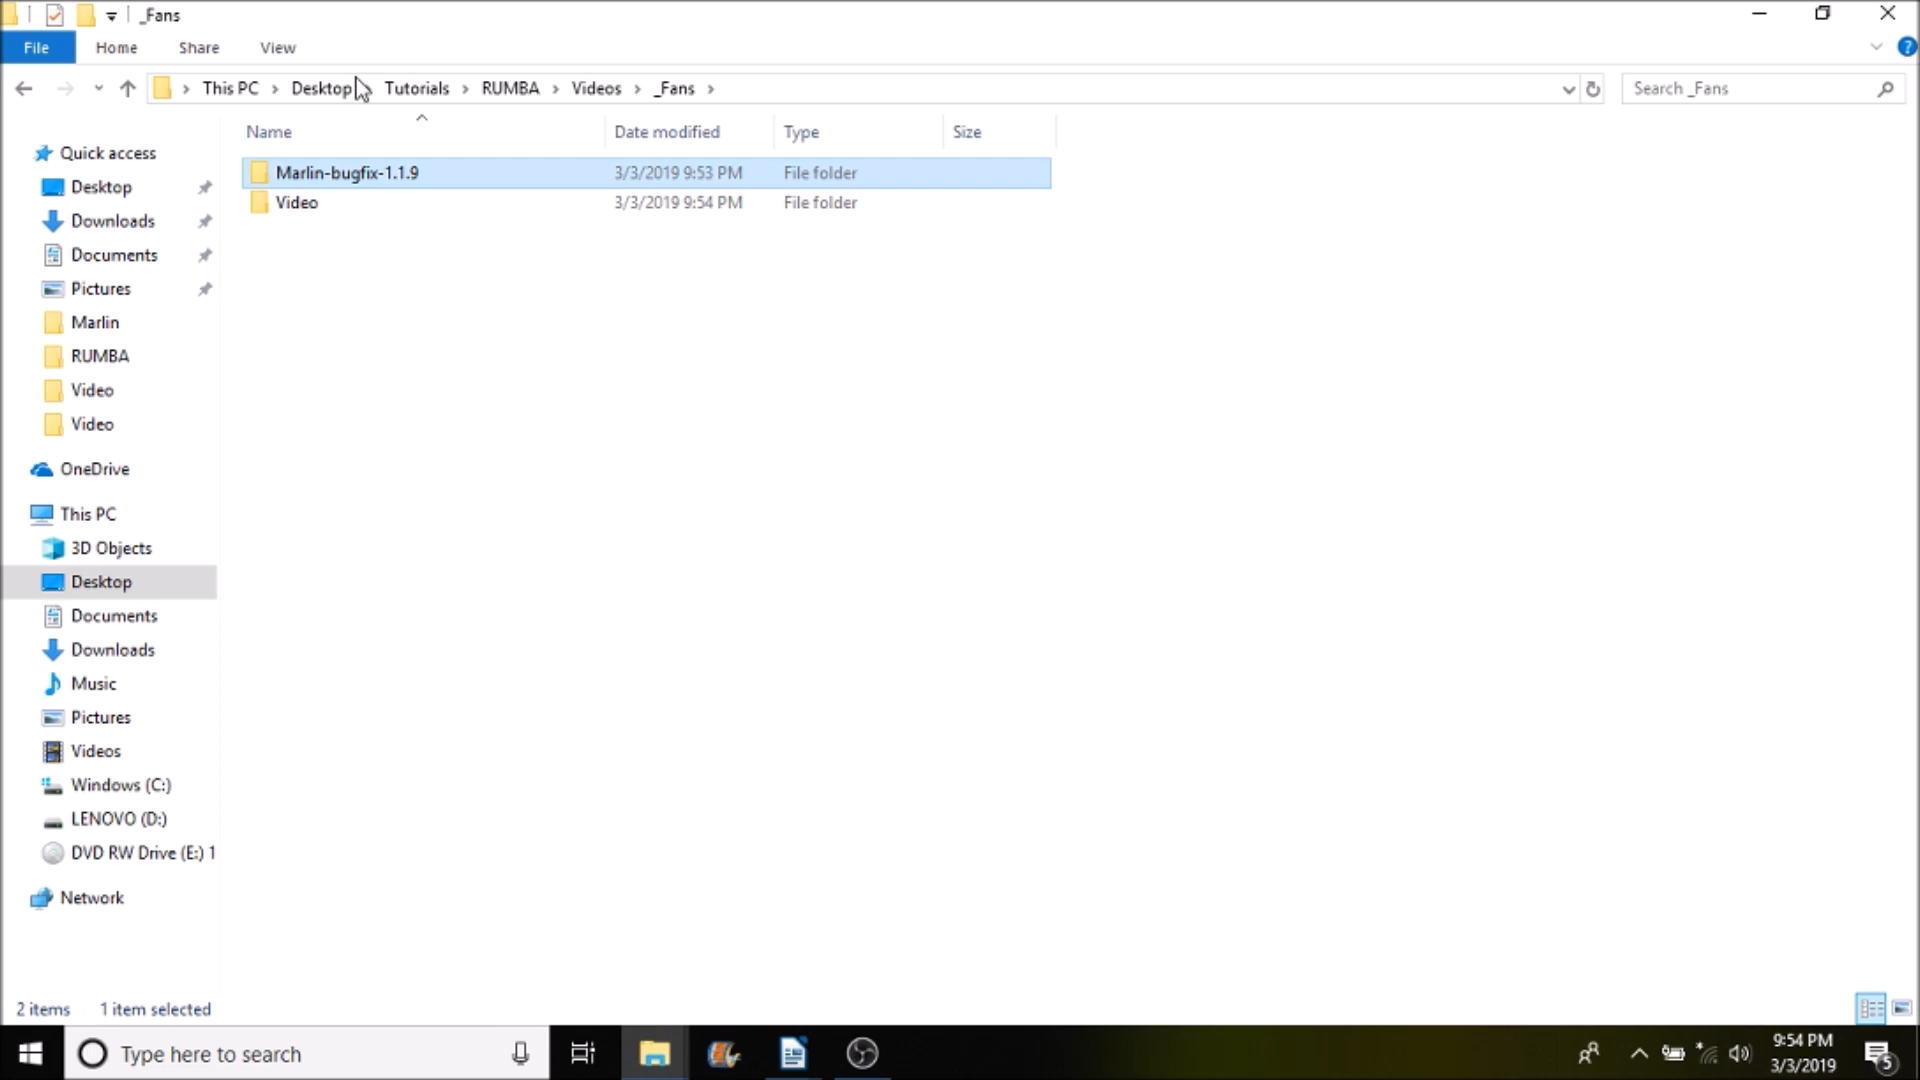 _Fans
File Home Share View
This PC Desktop Tutorials RUMBA Videos _Fans
Search _Fans
Name Date modified Type Size
Marlin-bugfix-1.1.9 3/3/2019 9:53 PM File folder
Video 3/3/2019 9:54 PM File folder
Quick access
Desktop
Downloads
Documents
Pictures
Marlin
RUMBA
Video
Video
OneDrive
This PC
3D Objects
Desktop
Documents
Downloads
Music
Pictures
Videos
Windows (C:)
LENOVO (D:)
DVD RW Drive (E:) 1
Network
2 items 1 item selected
Type here to search
9:54 PM
3/3/2019
5